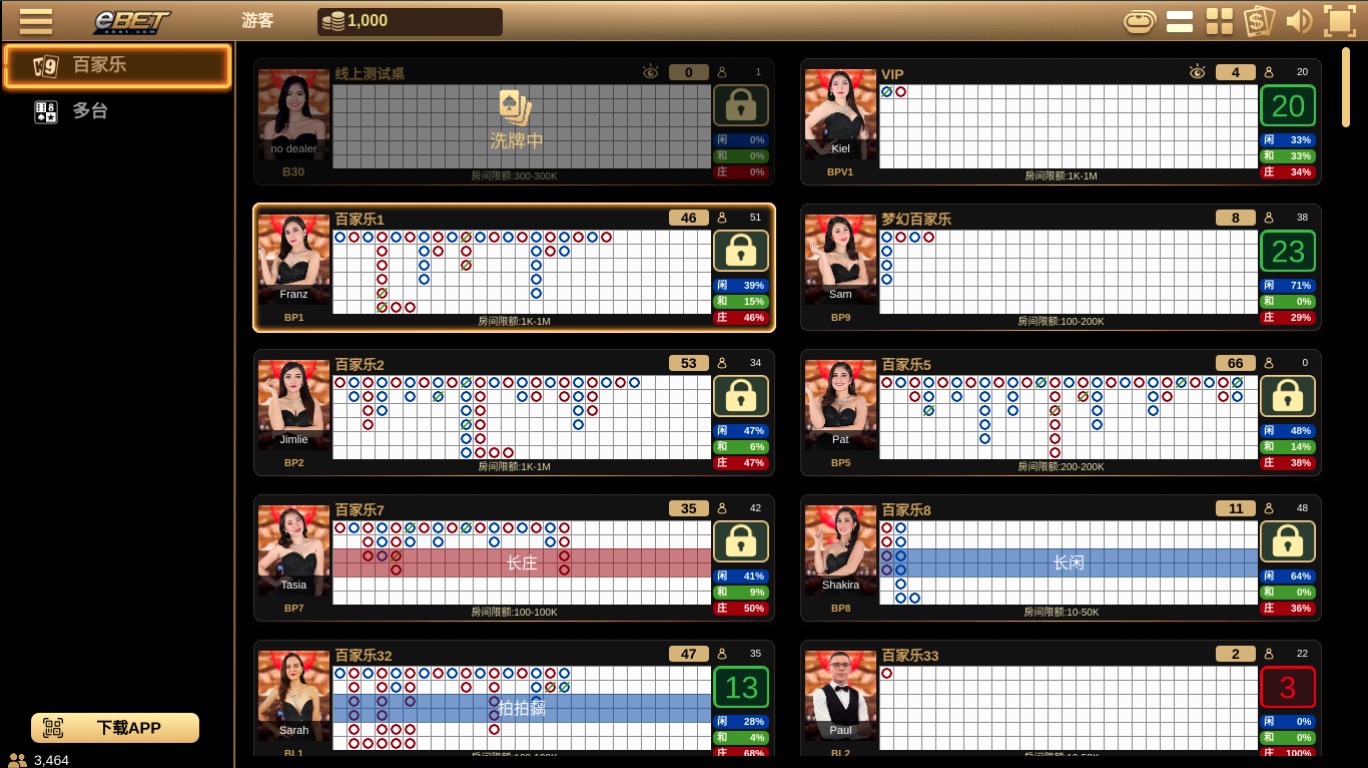 eBET
ebet.com
游客
1,000
百家乐
多台
线上测试桌
0
1
no dealer
B30
洗牌中
闲 0%
和 0%
庄 0%
房间限额:300-300K
VIP
4
20
Kiel
BPV1
20
闲 33%
和 33%
庄 34%
房间限额:1K-1M
百家乐1
46
51
Franz
BP1
闲 39%
和 15%
庄 46%
房间限额:1K-1M
梦幻百家乐
8
38
Sam
BP9
23
闲 71%
和 0%
庄 29%
房间限额:100-200K
百家乐2
53
34
Jimlie
BP2
闲 47%
和 6%
庄 47%
房间限额:1K-1M
百家乐5
66
0
Pat
BP5
闲 48%
和 14%
庄 38%
房间限额:200-200K
百家乐7
35
42
Tasia
BP7
长庄
闲 41%
和 9%
庄 50%
房间限额:100-100K
百家乐8
11
48
Shakira
BP8
长闲
闲 64%
和 0%
庄 36%
房间限额:10-50K
百家乐32
47
35
Sarah
BL1
拍拍黐
13
闲 28%
和 4%
庄 68%
百家乐33
2
22
Paul
BL2
3
闲 0%
和 0%
庄 100%
下载APP
3,464